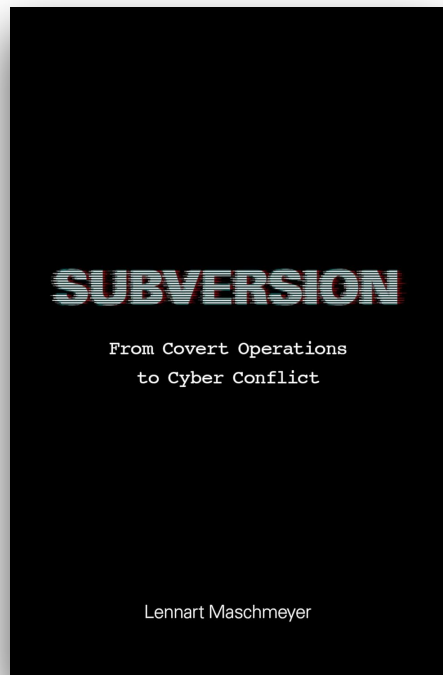 SUBVERSION
From Covert Operations
to Cyber Conflict
Lennart Maschmeyer